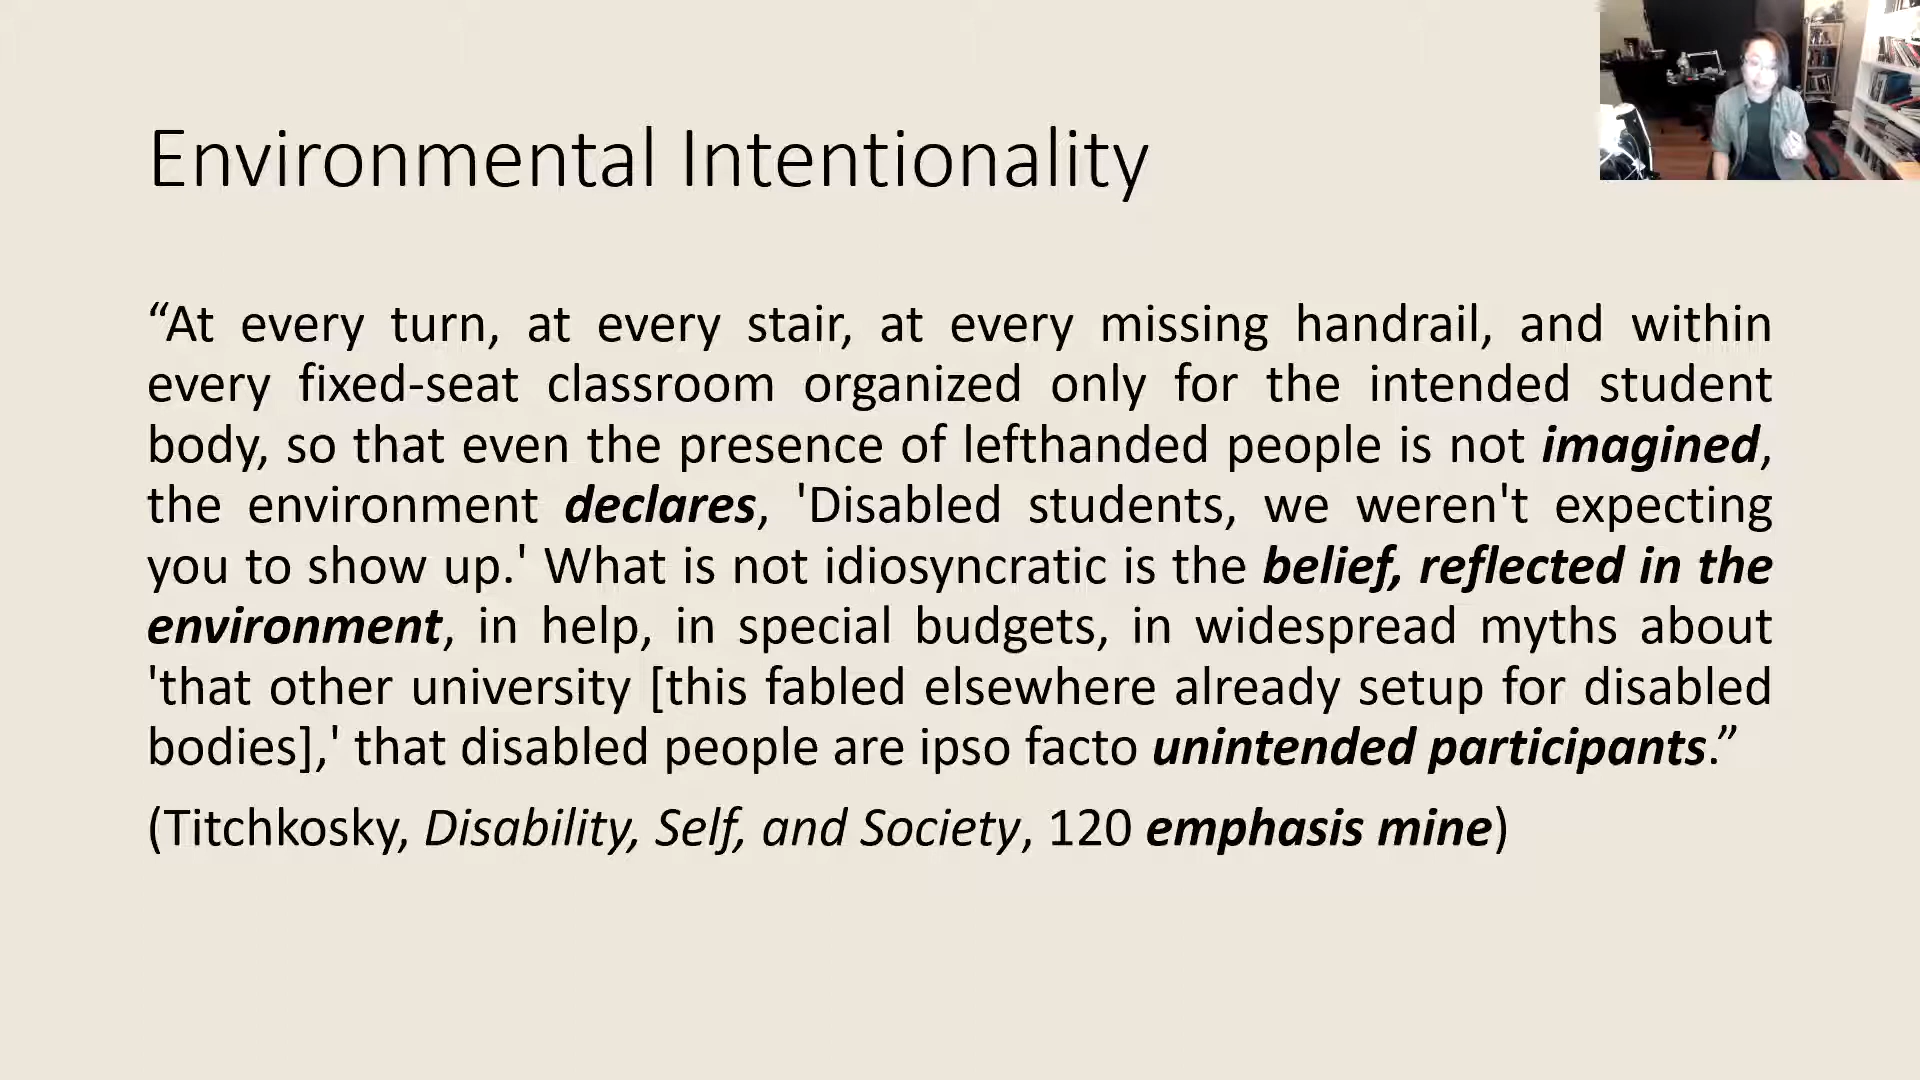 Environmental Intentionality
“At every turn, at every stair, at every missing handrail, and within
every fixed-seat classroom organized only for the intended student
body, so that even the presence of lefthanded people is not imagined,
the environment declares, 'Disabled students, we weren't expecting
you to show up.' What is not idiosyncratic is the belief, reflected in the
environment, in help, in special budgets, in widespread myths about
'that other university [this fabled elsewhere already setup for disabled
bodies],' that disabled people are ipso facto unintended participants.”
(Titchkosky, Disability, Self, and Society, 120 emphasis mine)